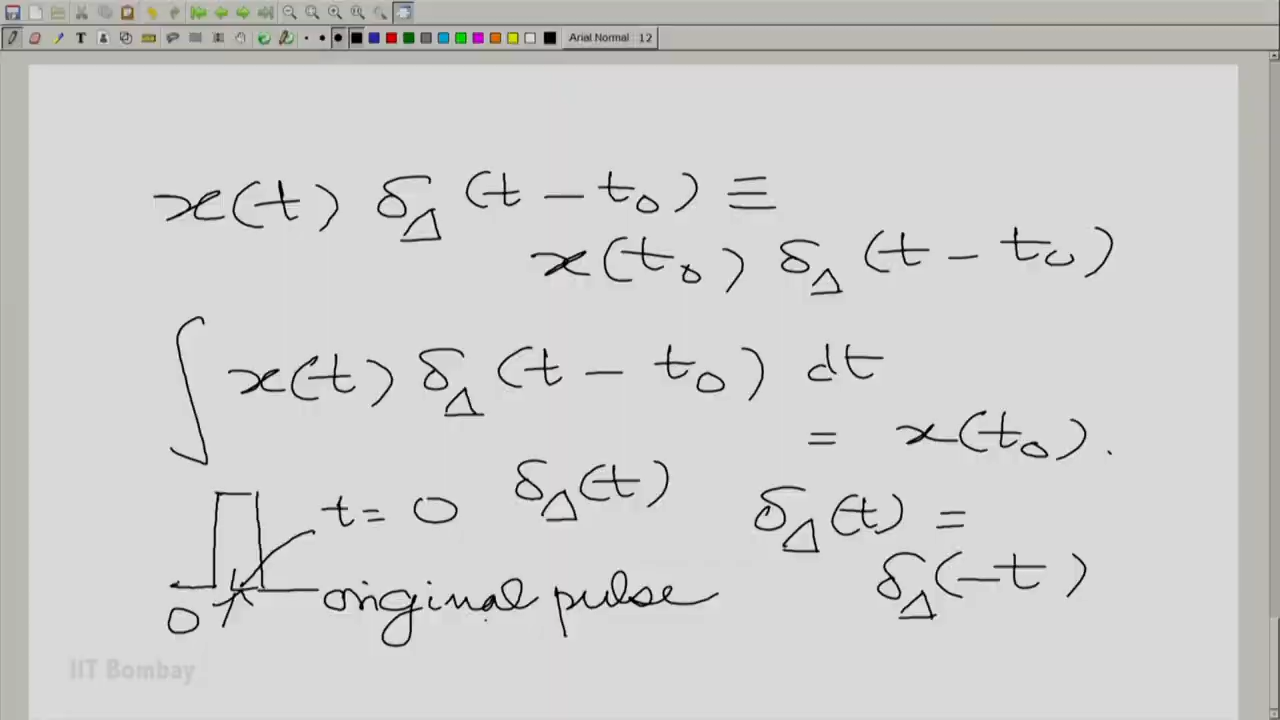 Arial Normal 12
x(t) δ_Δ (t - t₀) ≡
x(t₀) δ_Δ (t - t₀)
∫ x(t) δ_Δ (t - t₀) dt
= x(t₀).
t = 0 δ_Δ(t) δ_Δ(t) =
δ_Δ(-t)
0 original pulse
IIT Bombay